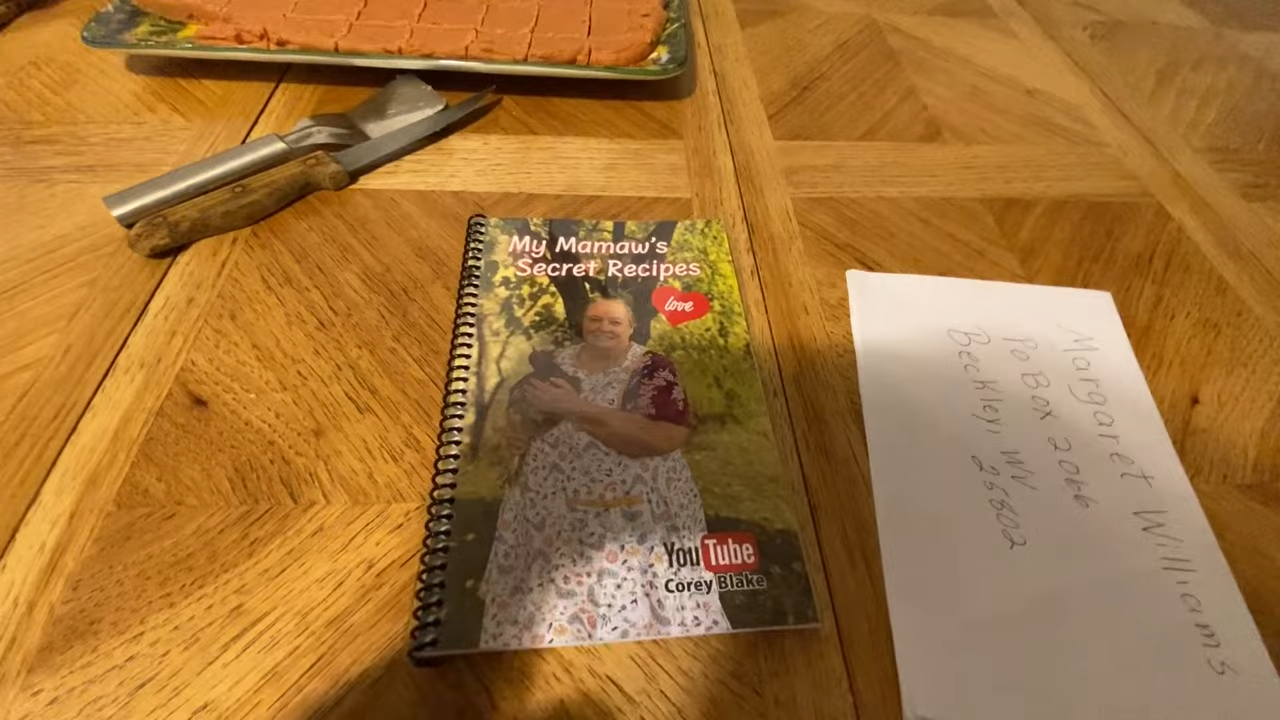 My Mamaw's
Secret Recipes
love
YouTube
Corey Blake
Margaret Williams
Po Box 2066
Beckley, WV
25802